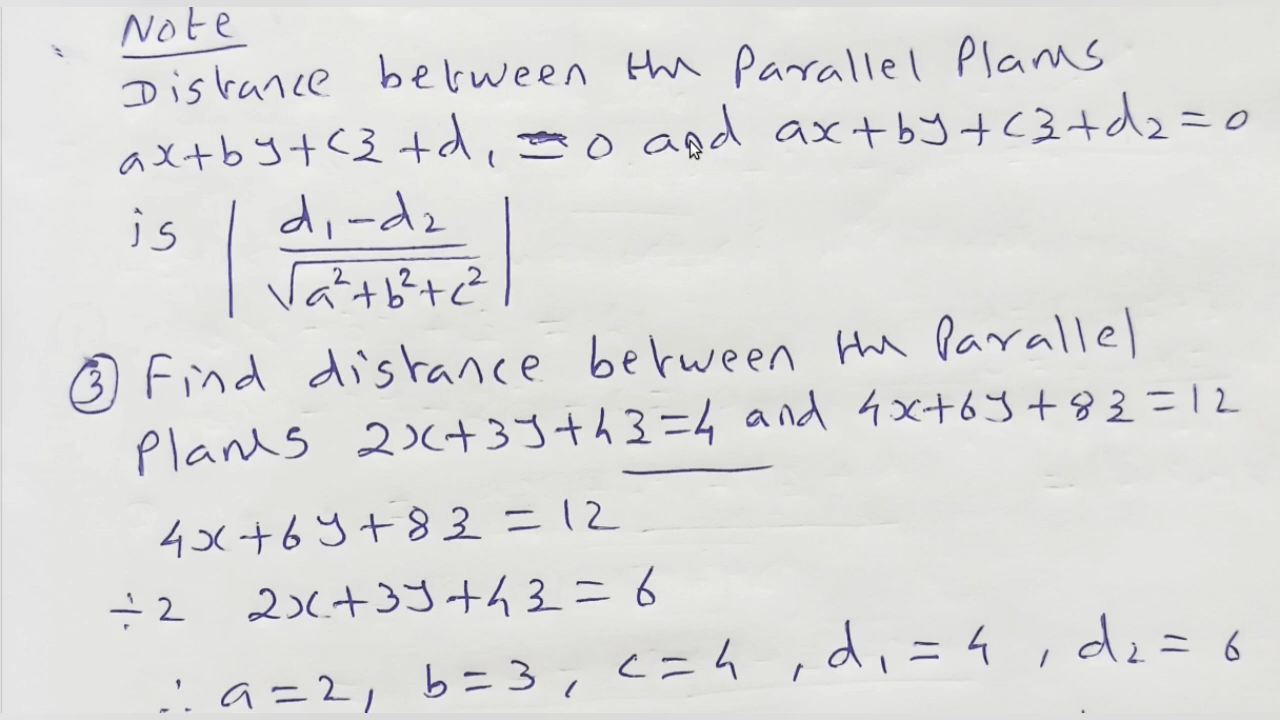 Note
Distance between the Parallel Planes
ax+by+cz+d₁=0 and ax+by+cz+d₂=0
is |d₁-d₂/√a²+b²+c²|
③ Find distance between the Parallel
Planes 2x+3y+4z=4 and 4x+6y+8z=12
4x+6y+8z=12
÷2 2x+3y+4z=6
∴ a=2, b=3, c=4, d₁=4, d₂=6